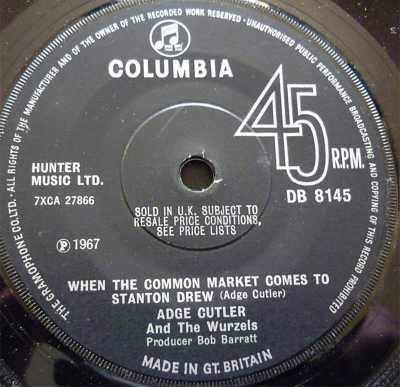 THE GRAMOPHONE CO. LTD. · ALL RIGHTS OF THE MANUFACTURER AND OF THE OWNER OF THE RECORDED WORK RESERVED · UNAUTHORISED PUBLIC PERFORMANCE BROADCASTING AND COPYING OF THIS RECORD PROHIBITED
COLUMBIA
45
R.P.M.
HUNTER
MUSIC LTD.
DB 8145
7XCA 27866
SOLD IN U.K. SUBJECT TO
RESALE PRICE CONDITIONS,
SEE PRICE LISTS
℗ 1967
WHEN THE COMMON MARKET COMES TO
STANTON DREW (Adge Cutler)
ADGE CUTLER
And The Wurzels
Producer Bob Barratt
MADE IN GT. BRITAIN